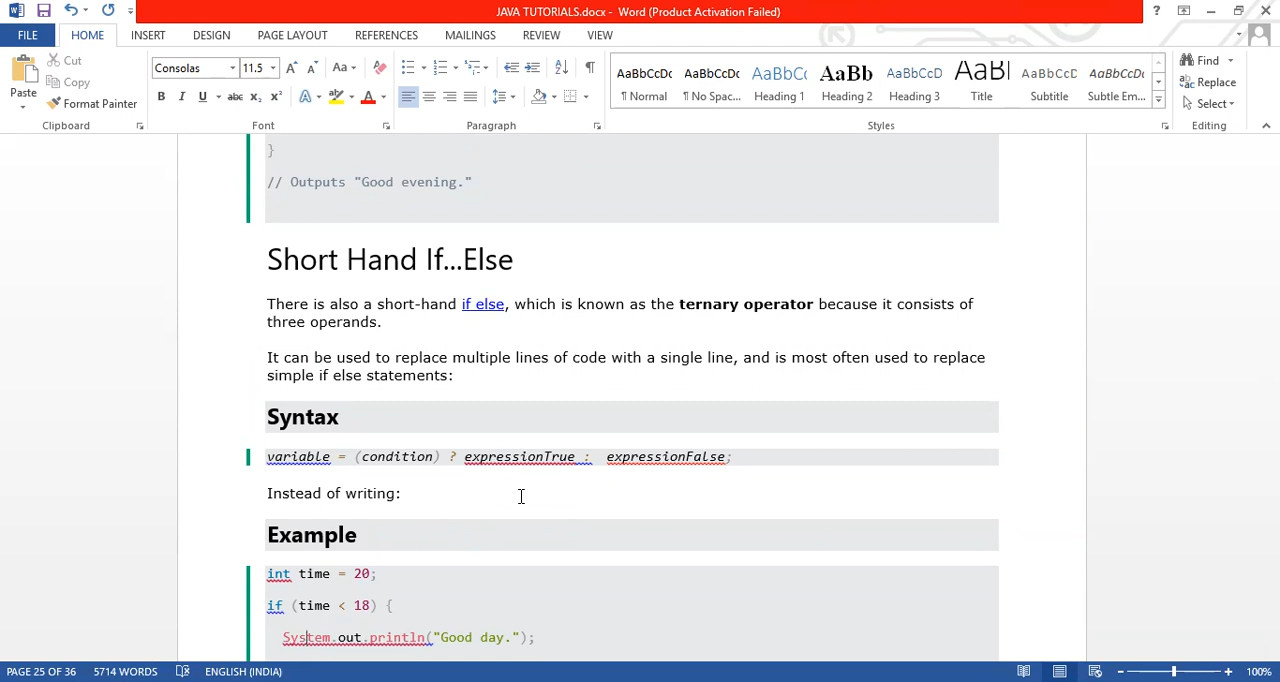 JAVA TUTORIALS.docx - Word (Product Activation Failed)
FILE HOME INSERT DESIGN PAGE LAYOUT REFERENCES MAILINGS REVIEW VIEW
Paste
Cut
Copy
Format Painter
Clipboard
Consolas 11.5
Font
Paragraph
AaBbCcDc AaBbCcDc AaBbCc AaBb AaBbCcD AaBl AaBbCcD AaBbCcDc
¶ Normal ¶ No Spac... Heading 1 Heading 2 Heading 3 Title Subtitle Subtle Em...
Styles
Find
Replace
Select
Editing
}
// Outputs "Good evening."
Short Hand If...Else
There is also a short-hand if else, which is known as the ternary operator because it consists of
three operands.
It can be used to replace multiple lines of code with a single line, and is most often used to replace
simple if else statements:
Syntax
variable = (condition) ? expressionTrue :  expressionFalse;
Instead of writing:
Example
int time = 20;
if (time < 18) {
System.out.println("Good day.");
PAGE 25 OF 36 5714 WORDS ENGLISH (INDIA) 100%